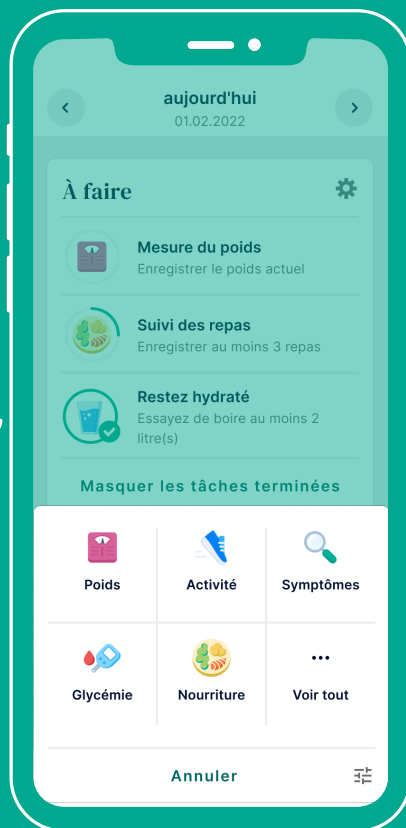 aujourd'hui
01.02.2022
À faire
Mesure du poids
Enregistrer le poids actuel
Suivi des repas
Enregistrer au moins 3 repas
Restez hydraté
Essayez de boire au moins 2
litre(s)
Masquer les tâches terminées
Poids
Activité
Symptômes
Glycémie
Nourriture
Voir tout
Annuler